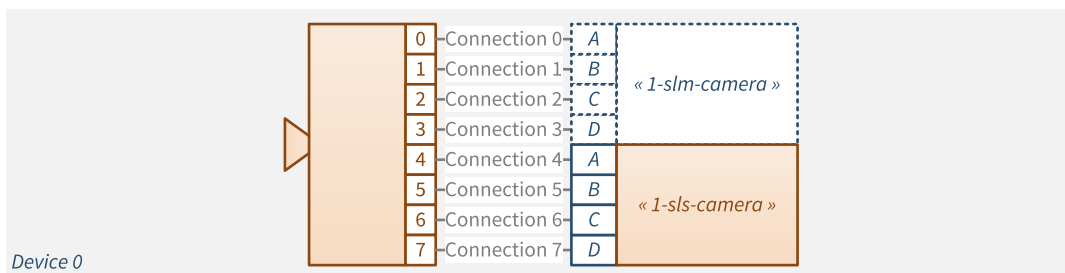 0 Connection 0 A
1 Connection 1 B
« 1-slm-camera »
2 Connection 2 C
3 Connection 3 D
4 Connection 4 A
5 Connection 5 B
« 1-sls-camera »
6 Connection 6 C
7 Connection 7 D
Device 0